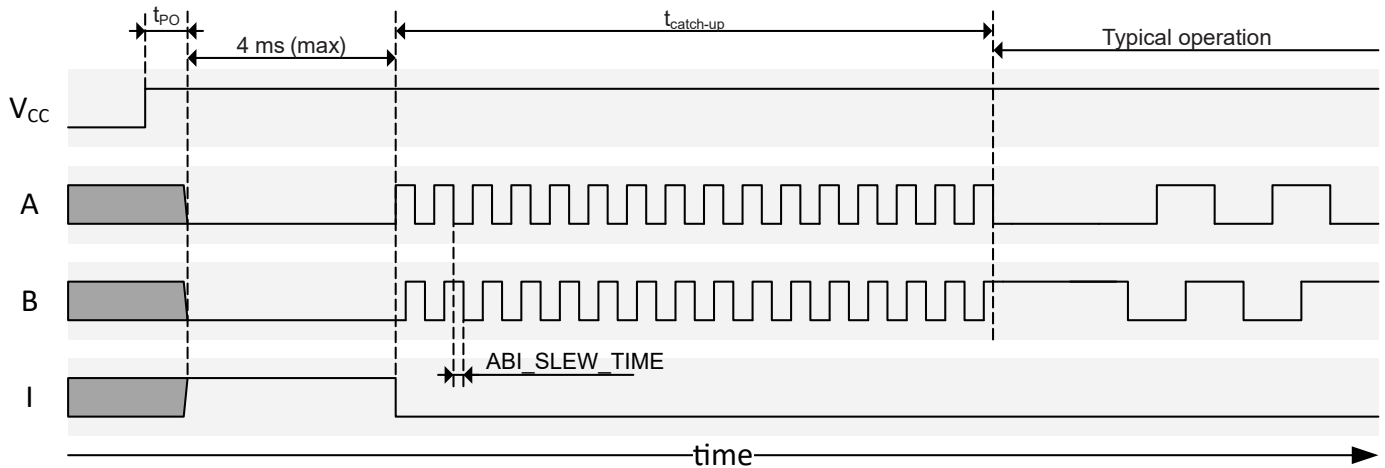 tPO
4 ms (max)
tcatch-up
Typical operation
VCC
A
B
ABI_SLEW_TIME
I
time